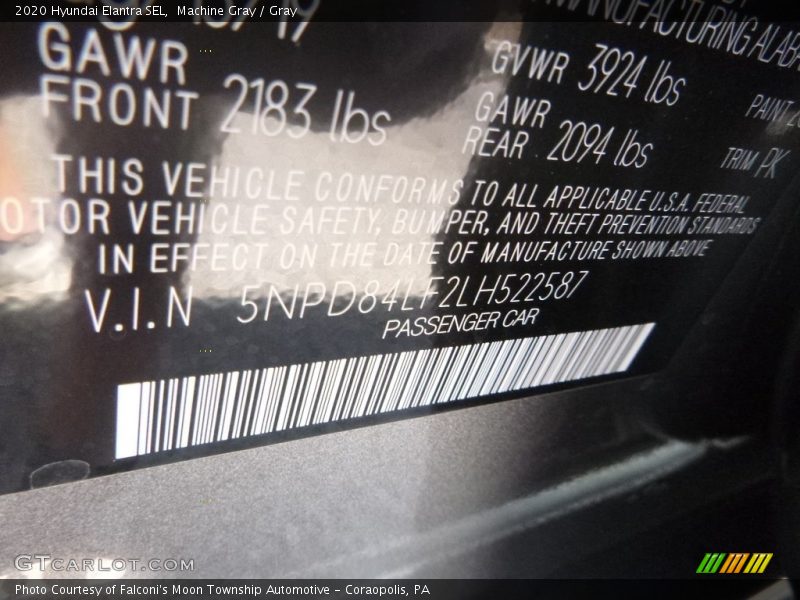 2020 Hyundai Elantra SEL,  Machine Gray / Gray
MANUFACTURING ALABA
GAWR
FRONT 2183 lbs
GVWR 3924 lbs
GAWR
REAR 2094 lbs
PAINT
TRIM PK
THIS VEHICLE CONFORMS TO ALL APPLICABLE U.S.A. FEDERAL
OTOR VEHICLE SAFETY, BUMPER, AND THEFT PREVENTION STANDARDS
IN EFFECT ON THE DATE OF MANUFACTURE SHOWN ABOVE
V.I.N 5NPD84LF2LH522587
PASSENGER CAR
GTCARLOT.COM
Photo Courtesy of Falconi's Moon Township Automotive – Coraopolis, PA